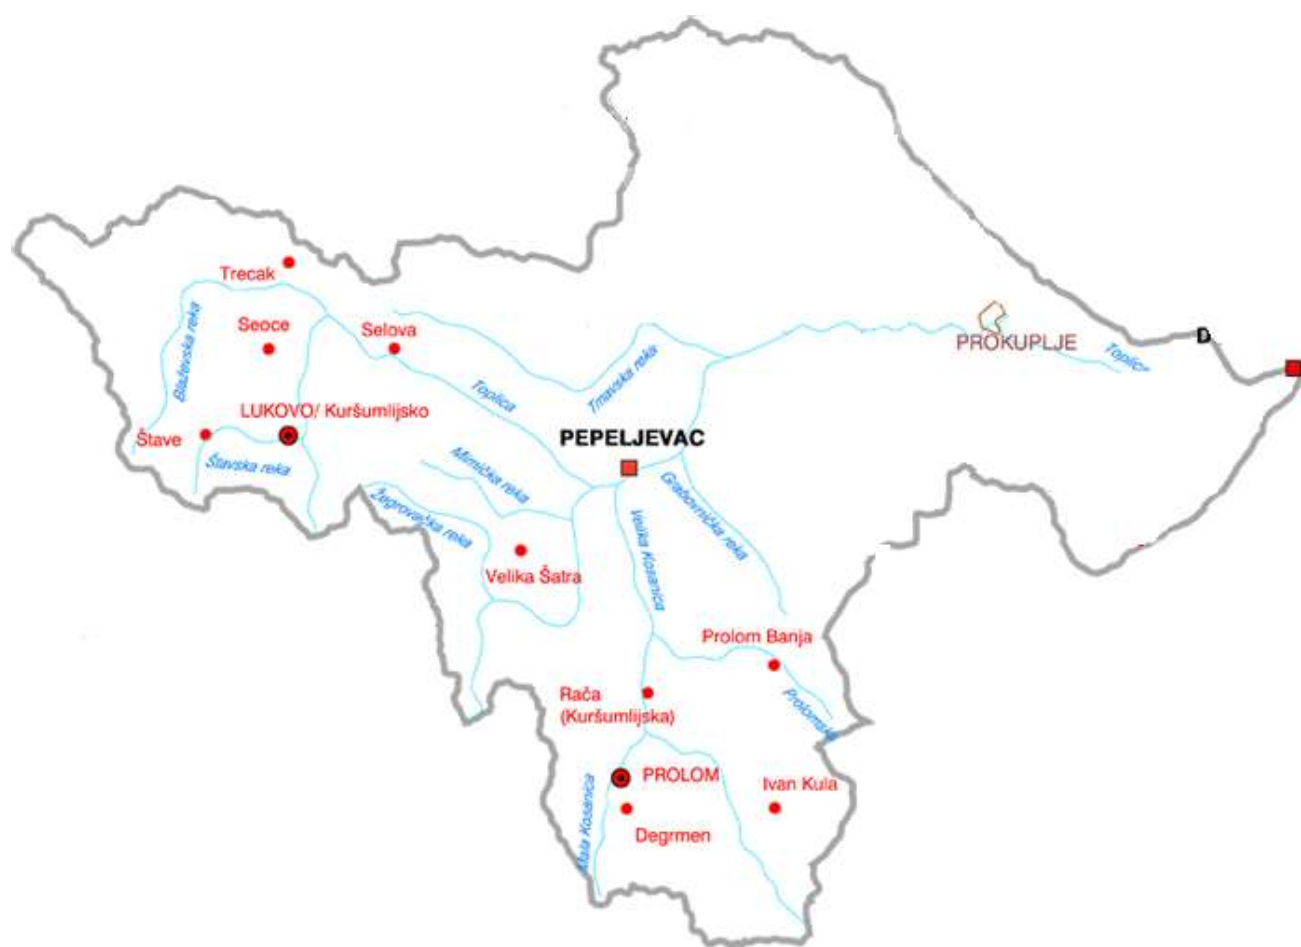 Trecak
Seoce
Selova
Blaževska reka
Toplica
Trnavska reka
PROKUPLJE
D
Toplica
LUKOVO/ Kuršumlijsko
Štave
Štavska reka
PEPELJEVAC
Mirnička reka
Žegrovačka reka
Grabovnička reka
Velika Kosanica
Velika Šatra
Prolom Banja
Prolomska
Rača
(Kuršumlijska)
PROLOM
Ivan Kula
Mala Kosanica
Degrmen